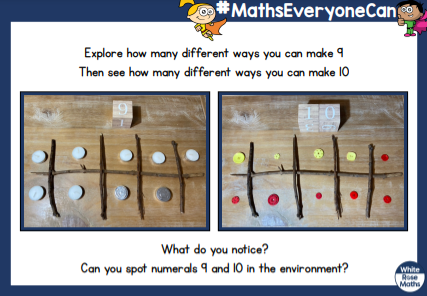 #MathsEveryoneCan
Explore how many different ways you can make 9
Then see how many different ways you can make 10
9
1 0
What do you notice?
Can you spot numerals 9 and 10 in the environment?
White
Rose
Maths